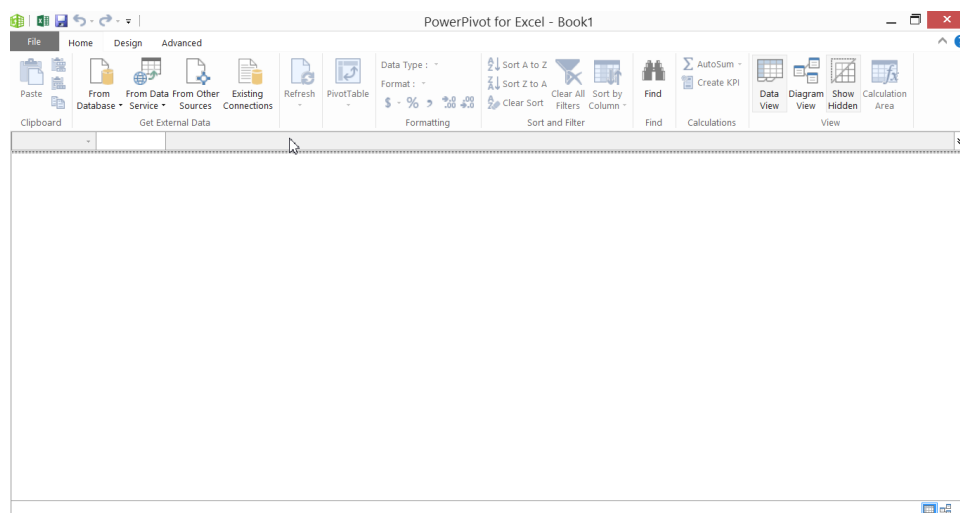 PowerPivot for Excel - Book1
File Home Design Advanced
Paste
Clipboard
From Database
From Data Service
From Other Sources
Existing Connections
Get External Data
Refresh
PivotTable
Data Type :
Format :
$ % , .00 .00
Formatting
Sort A to Z
Sort Z to A
Clear Sort
Clear All Filters
Sort by Column
Sort and Filter
Find
Find
AutoSum
Create KPI
Calculations
Data View
Diagram View
Show Hidden
Calculation Area
View